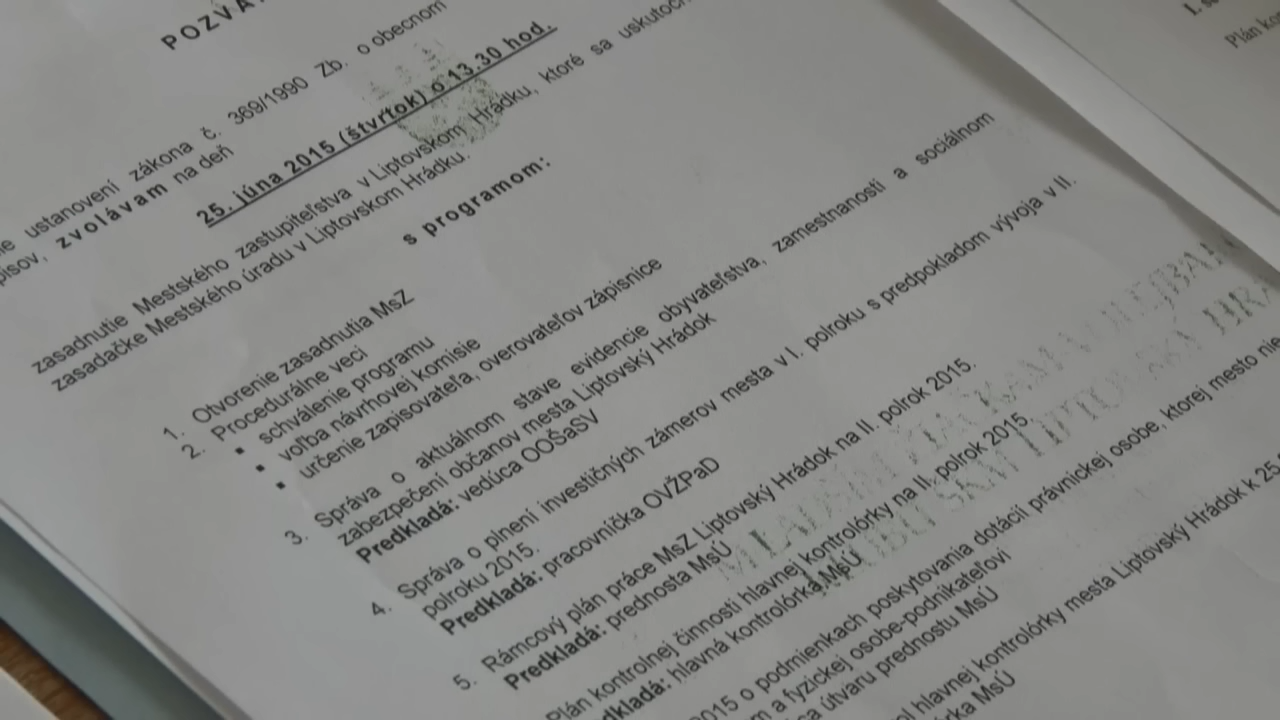 POZVÁ
ie ustanovení zákona č. 369/1990 Zb. o obecnom
pisov, zvolávam na deň
25. júna 2015 (štvrtok) o 13.30 hod.
zasadnutie Mestského zastupiteľstva v Liptovskom Hrádku, ktoré sa uskutoční
zasadačke Mestského úradu v Liptovskom Hrádku.
s programom:
1. Otvorenie zasadnutia MsZ
2. Procedurálne veci
▪ schválenie programu
▪ voľba návrhovej komisie
▪ určenie zapisovateľa, overovateľov zápisnice
3. Správa o aktuálnom stave evidencie obyvateľstva, zamestnanosti a sociálnom
zabezpečení občanov mesta Liptovský Hrádok
Predkladá: vedúca OOŠaSV
4. Správa o plnení investičných zámerov mesta v I. polroku s predpokladom vývoja v II.
polroku 2015.
Predkladá: pracovníčka OVŽPaD
5. Rámcový plán práce MsZ Liptovský Hrádok na II. polrok 2015.
Predkladá: prednosta MsÚ
Plán kontrolnej činnosti hlavnej kontrolórky na II. polrok 2015.
dkladá: hlavná kontrolórka MsÚ
2015 o podmienkach poskytovania dotácií právnickej osobe, ktorej mesto nie
m a fyzickej osobe-podnikateľovi
ca útvaru prednostu MsÚ
ol hlavnej kontrolórky mesta Liptovský Hrádok k 25.
órka MsÚ
Plán ko